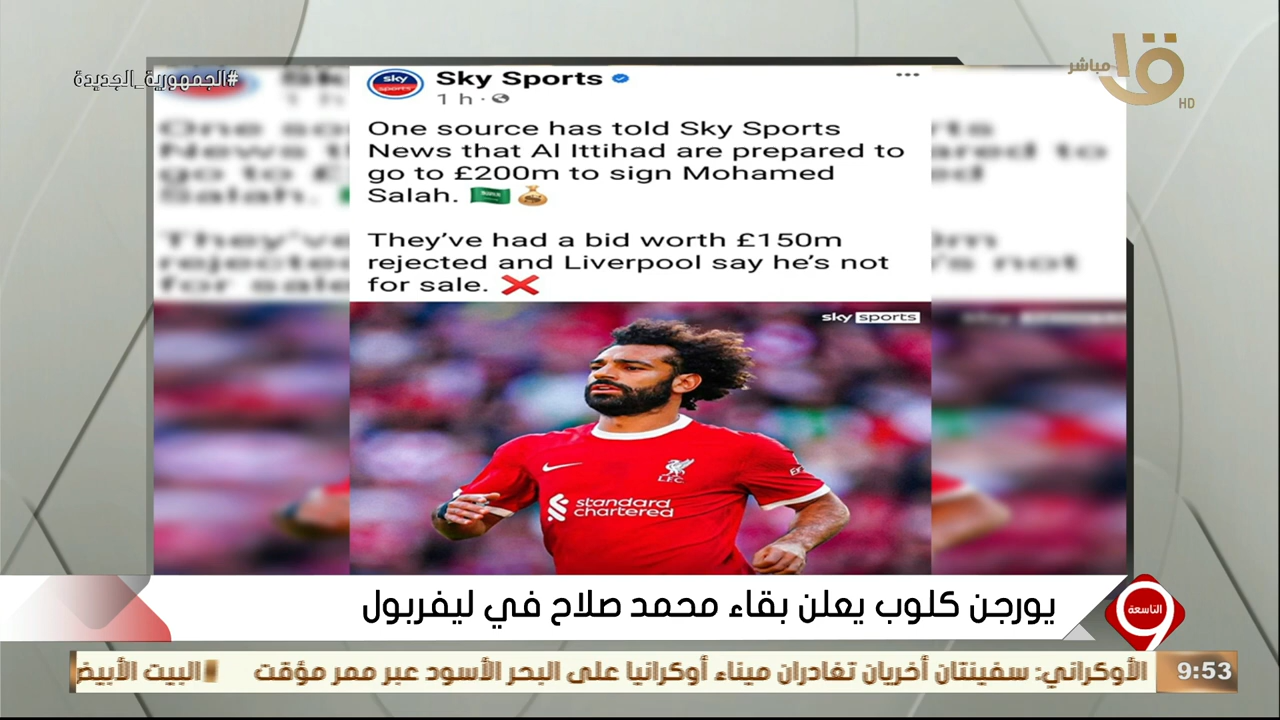 #الجمهورية_الجديدة
مباشر
HD
sky sports
Sky Sports
1 h
One source has told Sky Sports
News that Al Ittihad are prepared to
go to £200m to sign Mohamed
Salah. 🇸🇦💰
They've had a bid worth £150m
rejected and Liverpool say he's not
for sale. ❌
sky sports
L.F.C
standard
chartered
يورجن كلوب يعلن بقاء محمد صلاح في ليفربول
التاسعة
9
9:53
الأوكراني: سفينتان أخريان تغادران ميناء أوكرانيا على البحر الأسود عبر ممر مؤقت
البيت الأبيض